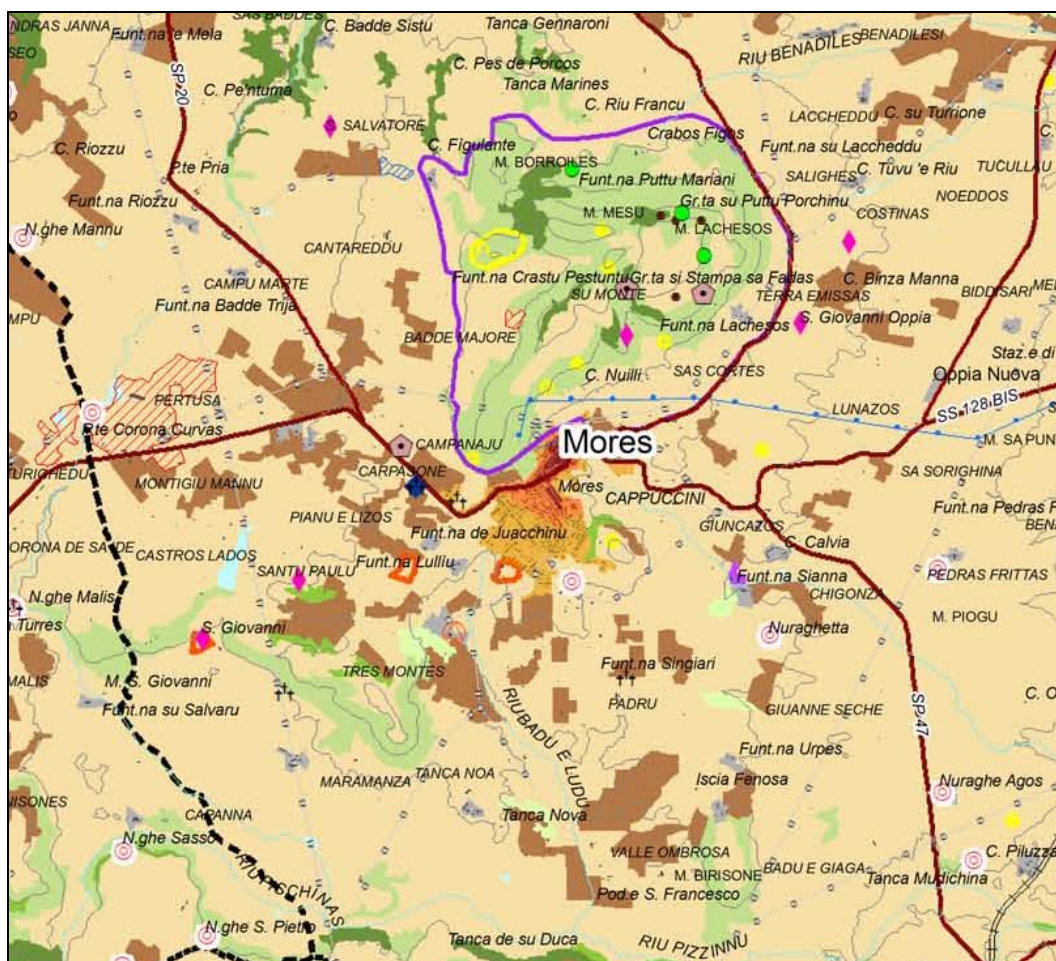 SAS BADDES
NDRAS JANNA
SEO
Funt.na 'e Mela
C. Badde Sistu
Tanca Gennaroni
BENADILESI
RIU BENADILES
C. Pes de Porcos
Tanca Marines
SP 20
C. Pe'ntuma
C. Riu Francu
LACCHEDDU
C. su Turrione
SALVATORE
C. Figulante
Crabos Figos
Funt.na su Laccheddu
C. Riozzu
P.te Pria
M. BORROILES
Funt.na Puttu Mariani
SALIGHES
C. Tuvu 'e Riu
TUCULLAU
NOEDDOS
Funt.na Riozzu
Gr.ta su Puttu Porchinu
M. MESU
M. LACHESOS
COSTINAS
N.ghe Mannu
CANTAREDDU
CAMPU MARTE
Funt.na Crastu Pestuntu
Gr.ta si Stampa sa Fadas
C. Binza Manna
SU MONTE
TERRA EMISSAS
BIDDISARI
Funt.na Badde Trija
MPU
BADDE MAJORE
Funt.na Lachesos
S. Giovanni Oppia
Staz.e di
C. Nuilli
SAS CORTES
Oppia Nuova
PERTUSA
LUNAZOS
SS 128 BIS
P.te Corona Curvas
CAMPANAJU
Mores
M. SA PUN
TURIGHEDU
MONTIGIU MANNU
CARPASONE
SA SORIGHINA
Mores
CAPPUCCINI
PIANU E LIZOS
Funt.na de Juacchinu
GIUNCAZOS
Funt.na Pedras F
BENA
CORONA DE SANDE
CASTROS LADOS
C. Calvia
Funt.na Lulliu
SANTU PAULU
Funt.na Sianna
PEDRAS FRITTAS
CHIGONZA
N.ghe Malis
Turres
S. Giovanni
Nuraghetta
M. PIOGU
MALIS
M. S. Giovanni
TRES MONTES
Funt.na Singiari
PADRU
Funt.na su Salvaru
RIU BADU E LUDU
GIUANNE SECHE
SP 47
C. O
Funt.na Urpes
MARAMANZA
TANCA NOA
Iscia Fenosa
Nuraghe Agos
NISONES
CAPANNA
Tanca Nova
N.ghe Sasso
RIU PISCHINAS
VALLE OMBROSA
BADU E GIAGA
C. Piluzza
M. BIRISONE
Tanca Mudichina
Pod.e S. Francesco
N.ghe S. Pietro
Tanca de su Duca
RIU PIZZINNU